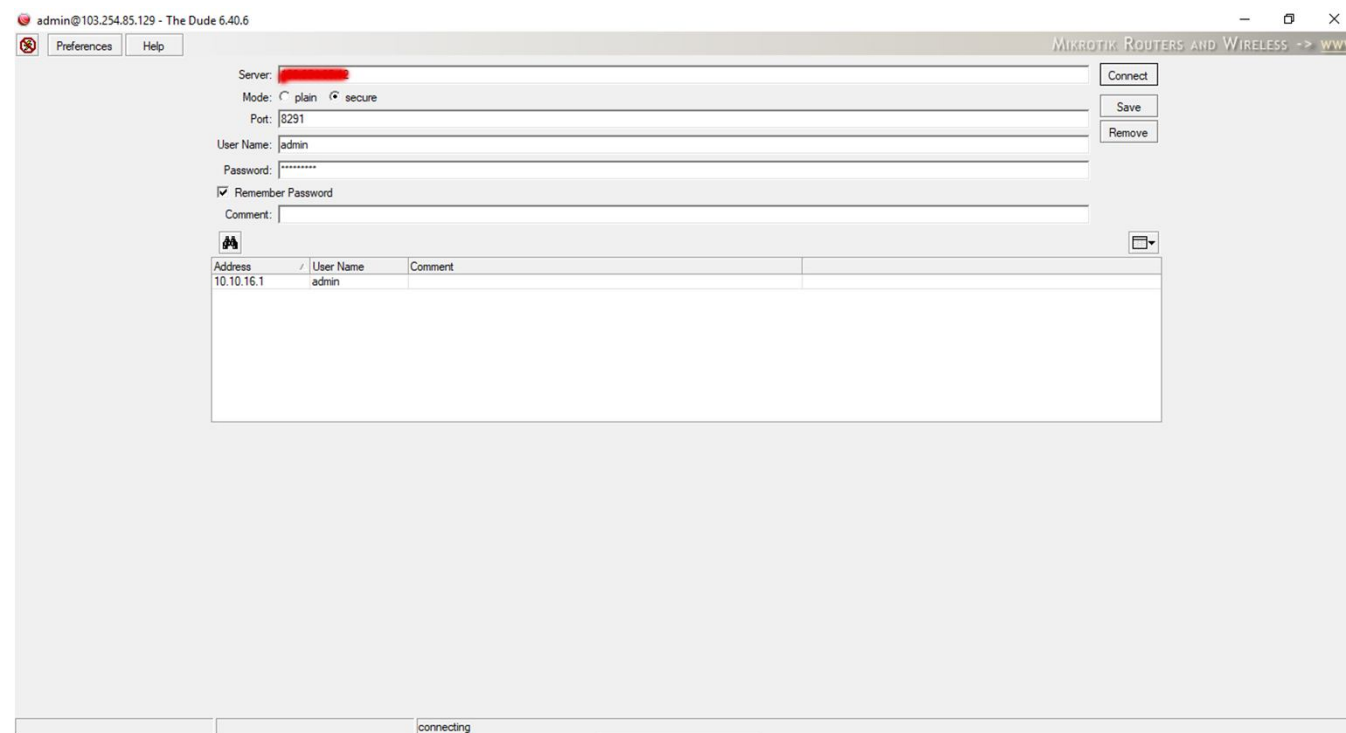 admin@103.254.85.129 - The Dude 6.40.6
Preferences Help
MIKROTIK ROUTERS AND WIRELESS -> www
Server: Connect
Mode: plain secure
Save
Port: 8291
Remove
User Name: admin
Password: *********
Remember Password
Comment:
Address User Name Comment
10.10.16.1 admin
connecting